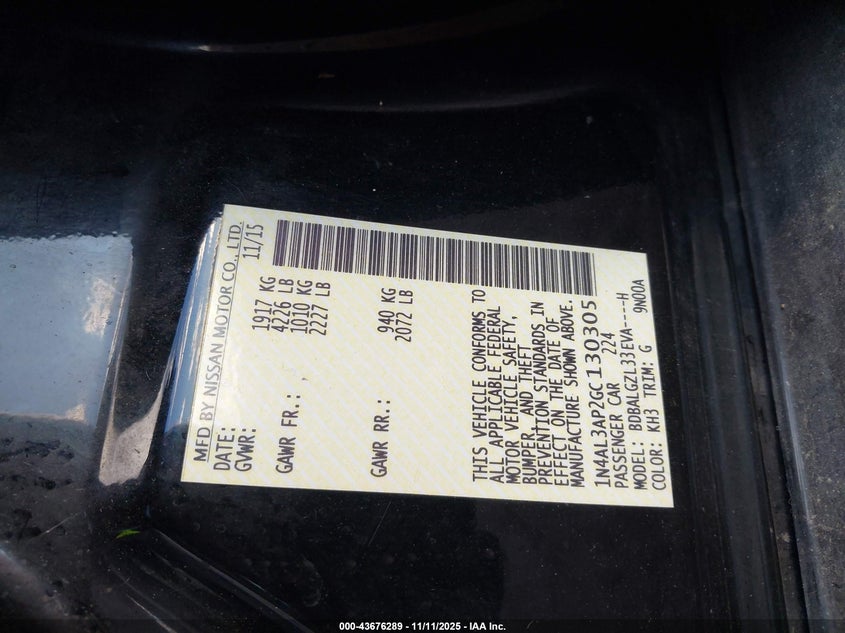 MFD BY NISSAN MOTOR CO., LTD.
DATE: 11/15
GVWR: 1917 KG
4226 LB
GAWR FR.: 1010 KG
2227 LB
GAWR RR.: 940 KG
2072 LB
THIS VEHICLE CONFORMS TO
ALL APPLICABLE FEDERAL
MOTOR VEHICLE SAFETY,
BUMPER, AND THEFT
PREVENTION STANDARDS IN
EFFECT ON THE DATE OF
MANUFACTURE SHOWN ABOVE.
1N4AL3AP2GC130305
PASSENGER CAR 224
MODEL: BDBALGZL33EVA----H
COLOR: KH3 TRIM: G 9N00A
000-43676289 - 11/11/2025 - IAA Inc.